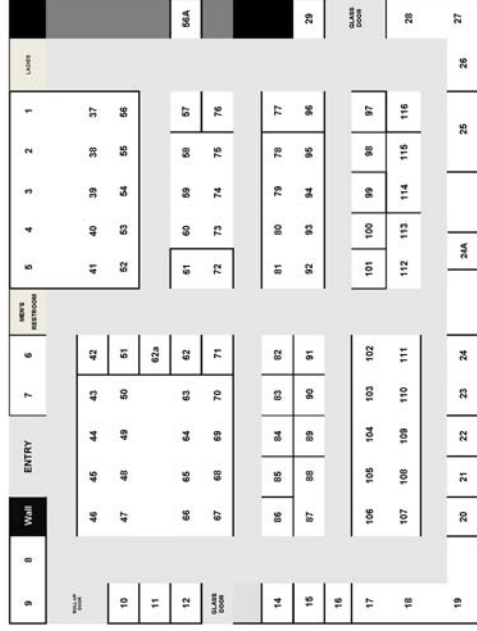 9 8 Wall ENTRY 7 6 MEN'S
RESTROOM 5 4 3 2 1 LADIES
ROLL-UP
DOOR 46 45 44 43 42 41 40 39 38 37
10 47 48 49 50 51 52 53 54 55 56
11 62a
12 66 65 64 63 62 61 60 59 58 57 56A
GLASS
DOOR 67 68 69 70 71 72 73 74 75 76
14 86 85 84 83 82 81 80 79 78 77
15 87 88 89 90 91 92 93 94 95 96 29
16
17 106 105 104 103 102 101 100 99 98 97 GLASS
DOOR
18 107 108 109 110 111 112 113 114 115 116 28
19 20 21 22 23 24 24A 25 26 27